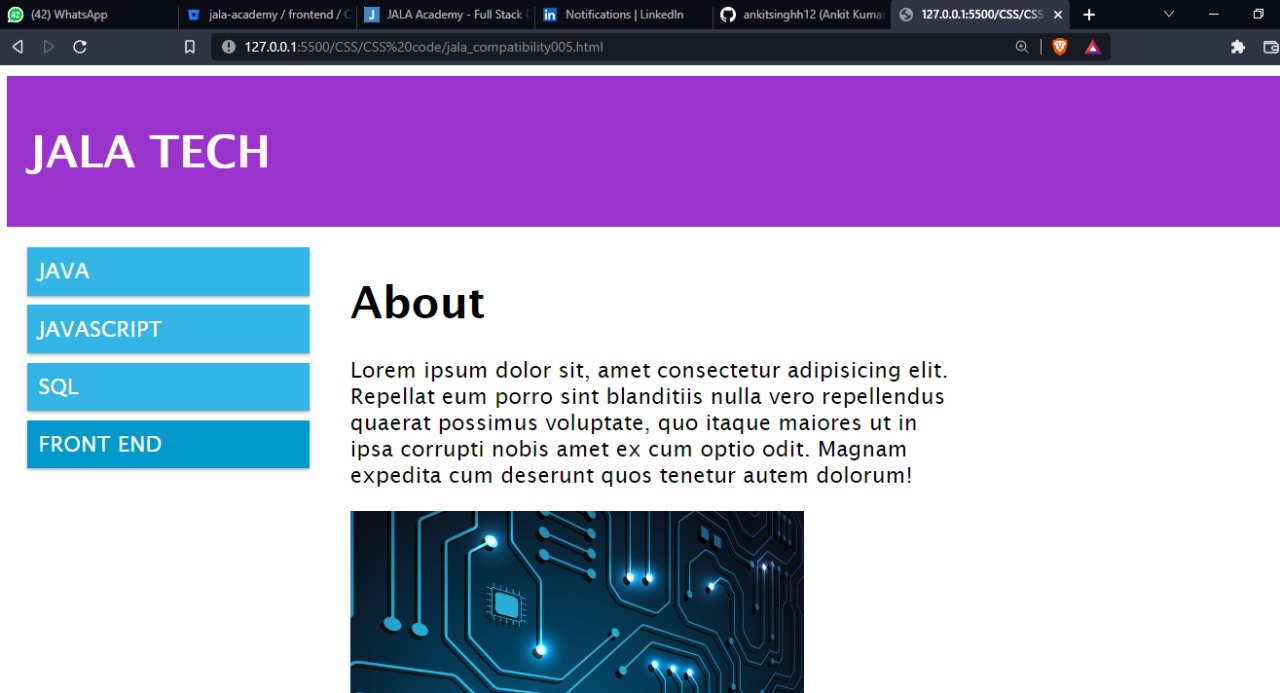 (42) WhatsApp
jala-academy / frontend / C
JALA Academy - Full Stack D
Notifications | LinkedIn
ankitsinghh12 (Ankit Kumar
127.0.0.1:5500/CSS/CSS
127.0.0.1:5500/CSS/CSS%20code/jala_compatibility005.html
JALA TECH
JAVA
JAVASCRIPT
SQL
FRONT END
About
Lorem ipsum dolor sit, amet consectetur adipisicing elit.
Repellat eum porro sint blanditiis nulla vero repellendus
quaerat possimus voluptate, quo itaque maiores ut in
ipsa corrupti nobis amet ex cum optio odit. Magnam
expedita cum deserunt quos tenetur autem dolorum!